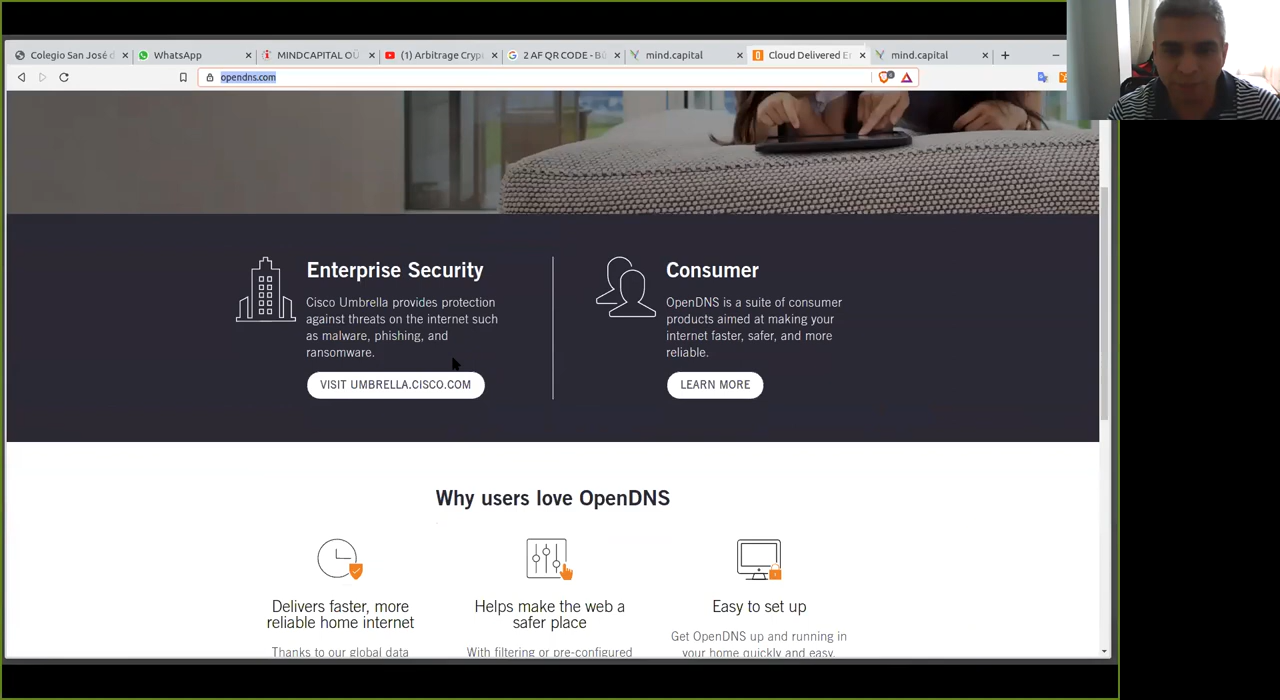 Colegio San José d
WhatsApp
MINDCAPITAL OÜ
(1) Arbitrage Cryp
2 AF QR CODE - Bú
mind.capital
Cloud Delivered E
mind.capital
opendns.com
Enterprise Security
Cisco Umbrella provides protection
against threats on the internet such
as malware, phishing, and
ransomware.
VISIT UMBRELLA.CISCO.COM
Consumer
OpenDNS is a suite of consumer
products aimed at making your
internet faster, safer, and more
reliable.
LEARN MORE
Why users love OpenDNS
Delivers faster, more
reliable home internet
Thanks to our global data
Helps make the web a
safer place
With filtering or pre-configured
Easy to set up
Get OpenDNS up and running in
your home quickly and easy.